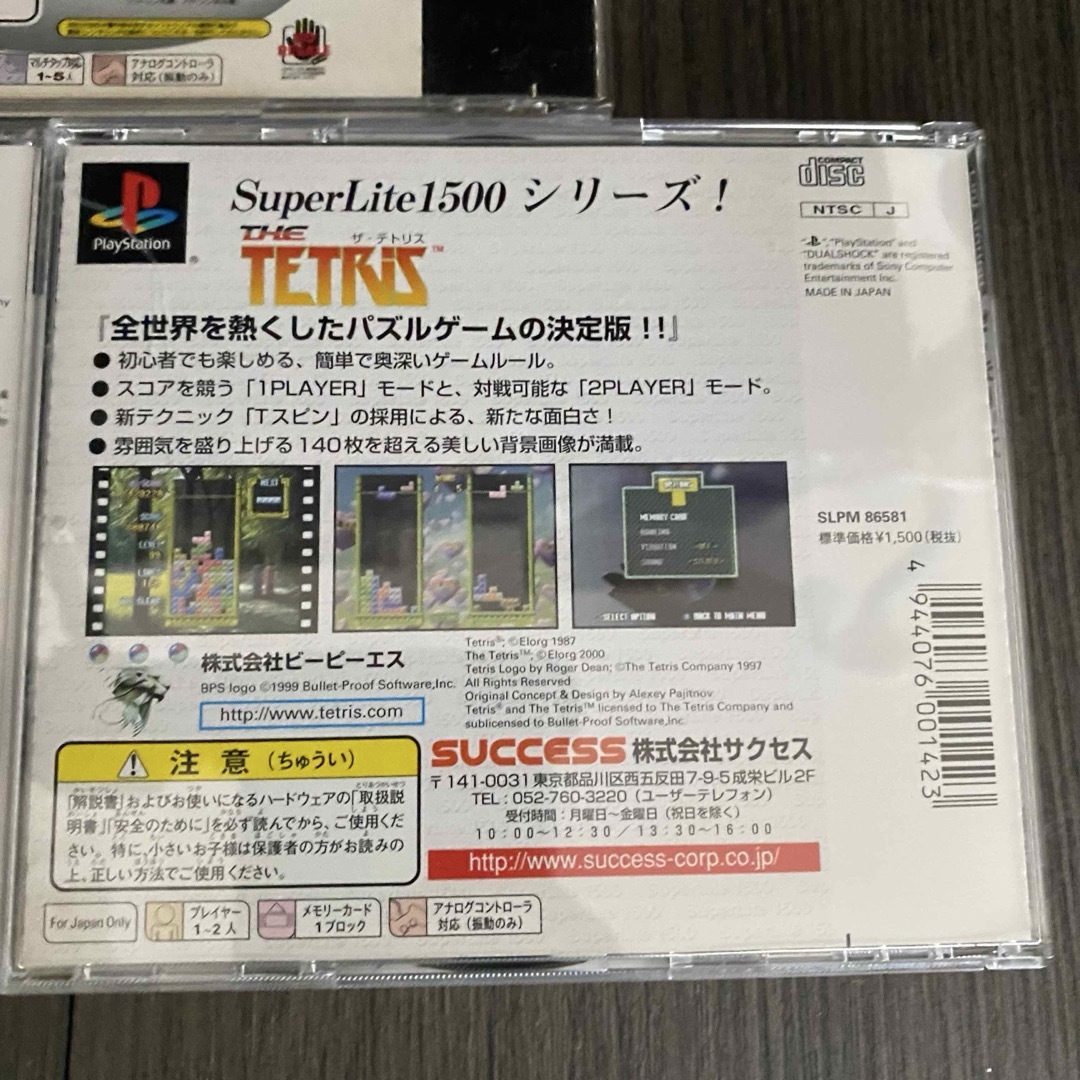 マルチタップ対応
1~5人
アナログコントローラ
対応(振動のみ)
PlayStation
SuperLite1500 シリーズ!
THE
ザ・テトリス
TETRIS™
COMPACT
disc
NTSC J
"PlayStation" and
"DUALSHOCK" are registered
trademarks of Sony Computer
Entertainment Inc.
MADE IN JAPAN
『全世界を熱くしたパズルゲームの決定版!!』
● 初心者でも楽しめる、簡単で奥深いゲームルール。
● スコアを競う「1PLAYER」モードと、対戦可能な「2PLAYER」モード。
● 新テクニック「Tスピン」の採用による、新たな面白さ!
● 雰囲気を盛り上げる140枚を超える美しい背景画像が満載。
NEXT
MEMORY CARD
SELECT OPTION
BACK TO MAIN MENU
SLPM 86581
標準価格¥1,500(税抜)
4 944076 001423
株式会社ビーピーエス
BPS logo ©1999 Bullet-Proof Software,Inc.
http://www.tetris.com
Tetris®; ©Elorg 1987
The Tetris™; ©Elorg 2000
Tetris Logo by Roger Dean; ©The Tetris Company 1997
All Rights Reserved
Original Concept & Design by Alexey Pajitnov
Tetris® and The Tetris™ licensed to The Tetris Company and
sublicensed to Bullet-Proof Software,Inc.
注意(ちゅうい)
「解説書」およびお使いになるハードウェアの「取扱説
明書」「安全のために」を必ず読んでから、ご使用くだ
さい。特に、小さいお子様は保護者の方がお読みの
上、正しい方法でご使用ください。
SUCCESS 株式会社サクセス
〒141-0031 東京都品川区西五反田7-9-5成栄ビル2F
TEL:052-760-3220(ユーザーテレフォン)
受付時間:月曜日~金曜日(祝日を除く)
10:00~12:30/13:30~16:00
http://www.success-corp.co.jp/
For Japan Only
プレイヤー
1~2人
メモリーカード
1ブロック
アナログコントローラ
対応(振動のみ)